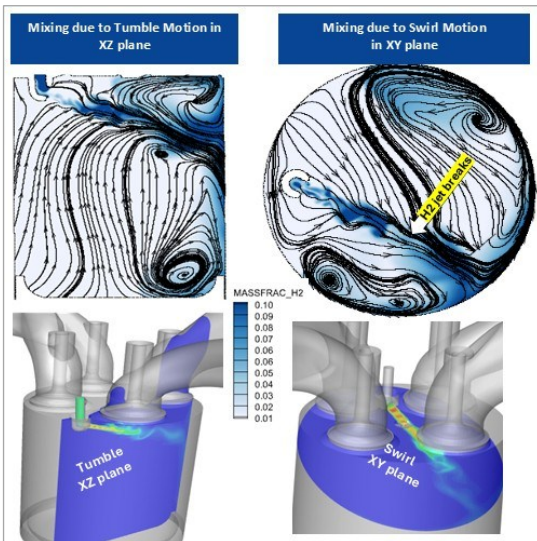 Mixing due to Tumble Motion in
XZ plane
Mixing due to Swirl Motion
in XY plane
H2 jet breaks
MASSFRAC_H2
0.10
0.09
0.08
0.07
0.06
0.05
0.04
0.03
0.02
0.01
Tumble
XZ plane
Swirl
XY plane